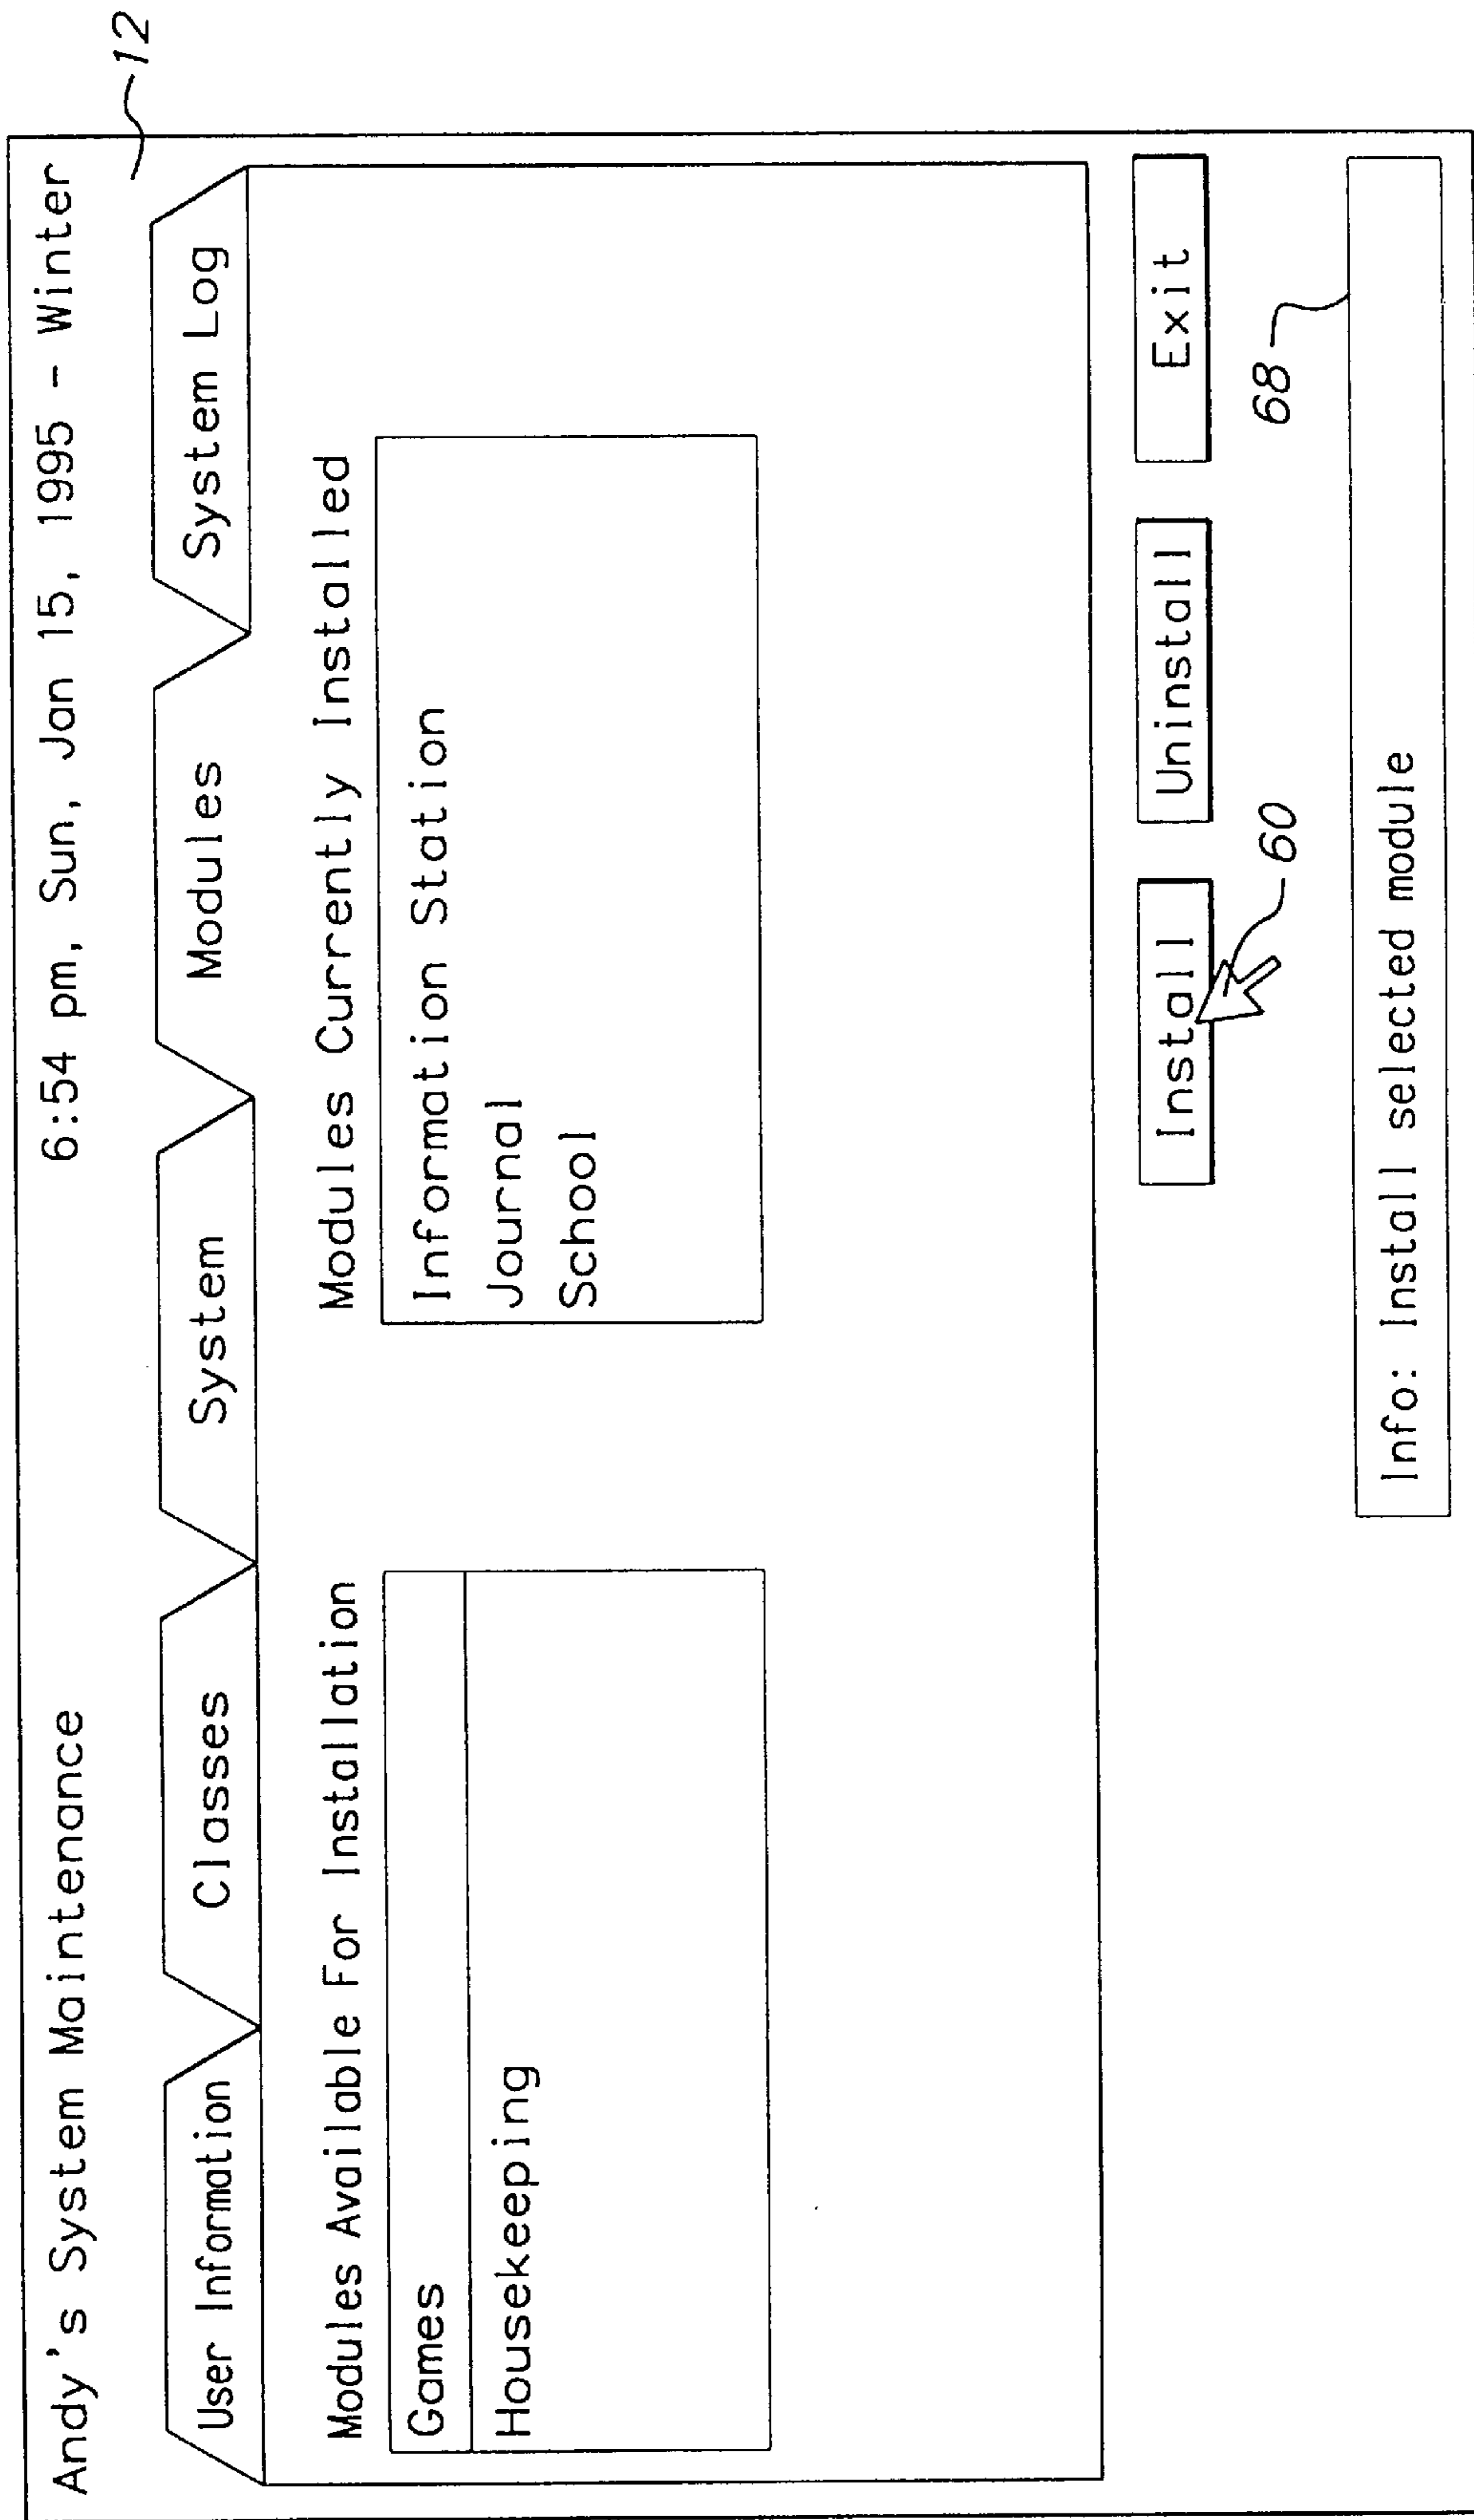 Andy's System Maintenance 6:54 pm, Sun, Jan 15, 1995 - Winter
12
User Information Classes System Modules System Log
Modules Available For Installation Modules Currently Installed
Games Information Station
Housekeeping Journal
School
Install Uninstall Exit
60 68
Info: Install selected module